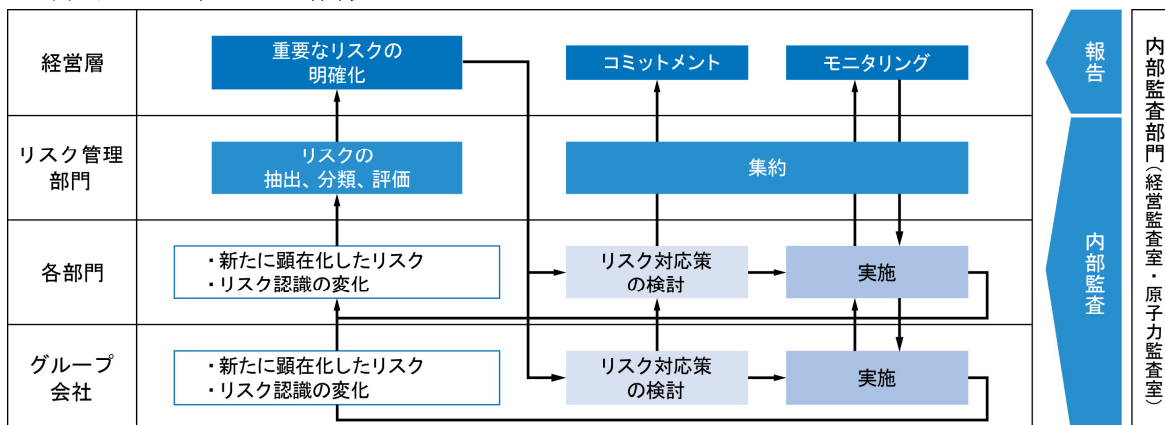 経営層
重要なリスクの
明確化
コミットメント
モニタリング
報告
リスク管理
部門
リスクの
抽出、分類、評価
集約
各部門
・新たに顕在化したリスク
・リスク認識の変化
リスク対応策
の検討
実施
グループ
会社
・新たに顕在化したリスク
・リスク認識の変化
リスク対応策
の検討
実施
内部監査
内部監査部門（経営監査室・原子力監査室）